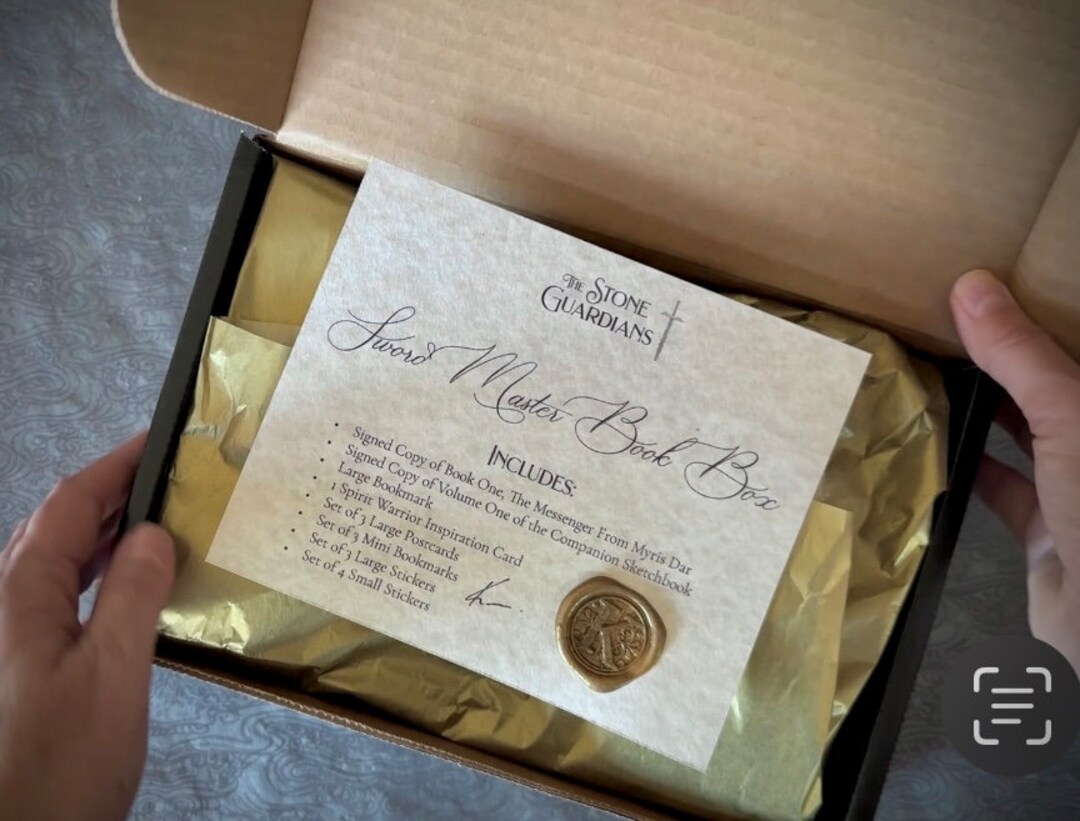 THE STONE
GUARDIANS
Sword Master Book Box
INCLUDES:
• Signed Copy of Book One, The Messenger From Myris Dar
• Signed Copy of Volume One of the Companion Sketchbook
• Large Bookmark
• 1 Spirit Warrior Inspiration Card
• Set of 3 Large Postcards
• Set of 3 Mini Bookmarks
• Set of 3 Large Stickers
• Set of 4 Small Stickers